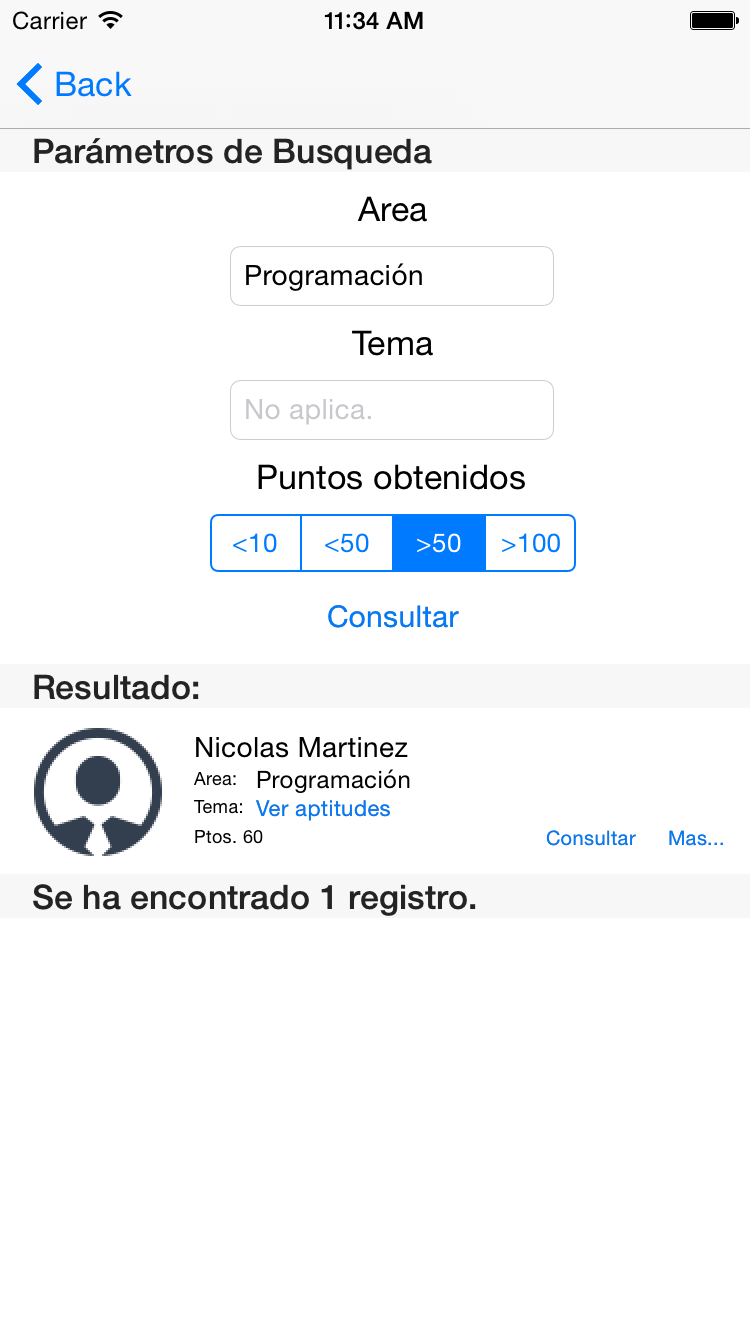 Carrier 11:34 AM
Back
Parámetros de Busqueda
Area
Programación
Tema
No aplica.
Puntos obtenidos
<10 <50 >50 >100
Consultar
Resultado:
Nicolas Martinez
Area: Programación
Tema: Ver aptitudes
Ptos. 60 Consultar Mas...
Se ha encontrado 1 registro.